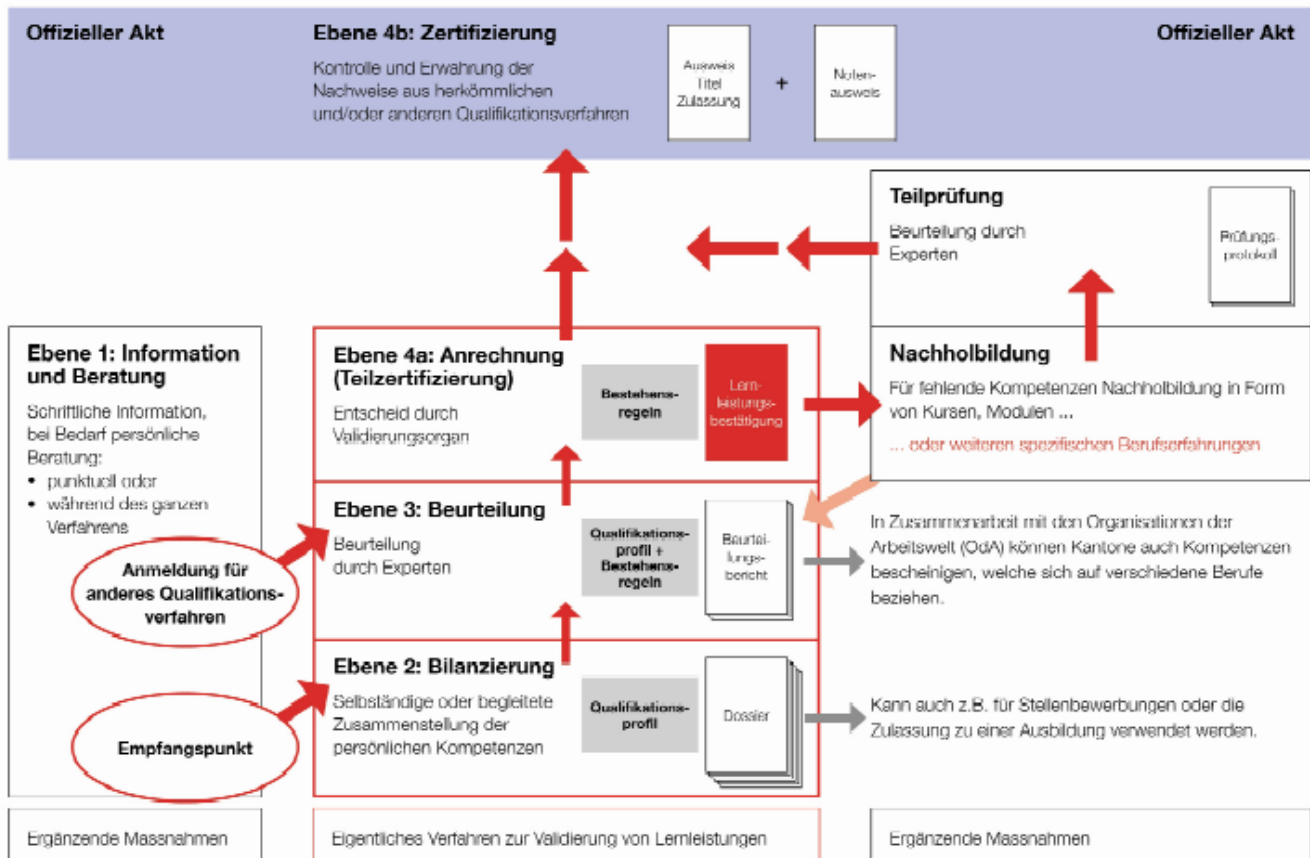 Offizieller Akt
Ebene 4b: Zertifizierung
Kontrolle und Erwahrung der
Nachweise aus herkömmlichen
und/oder anderen Qualifikationsverfahren
Ausweis
Titel
Zulassung
+
Noten-
ausweis
Offizieller Akt
Teilprüfung
Beurteilung durch
Experten
Prüfungs-
protokoll
Ebene 1: Information
und Beratung
Schriftliche Information,
bei Bedarf persönliche
Beratung:
• punktuell oder
• während des ganzen
Verfahrens
Anmeldung für
anderes Qualifikations-
verfahren
Empfangspunkt
Ebene 4a: Anrechnung
(Teilzertifizierung)
Entscheid durch
Validierungsorgan
Bestehens-
regeln
Lern-
leistungs-
bestätigung
Nachholbildung
Für fehlende Kompetenzen Nachholbildung in Form
von Kursen, Modulen ...
... oder weiteren spezifischen Berufserfahrungen
Ebene 3: Beurteilung
Beurteilung
durch Experten
Qualifikations-
profil +
Bestehens-
regeln
Beurtei-
lungs-
bericht
In Zusammenarbeit mit den Organisationen der
Arbeitswelt (OdA) können Kantone auch Kompetenzen
bescheinigen, welche sich auf verschiedene Berufe
beziehen.
Ebene 2: Bilanzierung
Selbständige oder begleitete
Zusammenstellung der
persönlichen Kompetenzen
Qualifikations-
profil
Dossier
Kann auch z.B. für Stellenbewerbungen oder die
Zulassung zu einer Ausbildung verwendet werden.
Ergänzende Massnahmen
Eigentliches Verfahren zur Validierung von Lernleistungen
Ergänzende Massnahmen